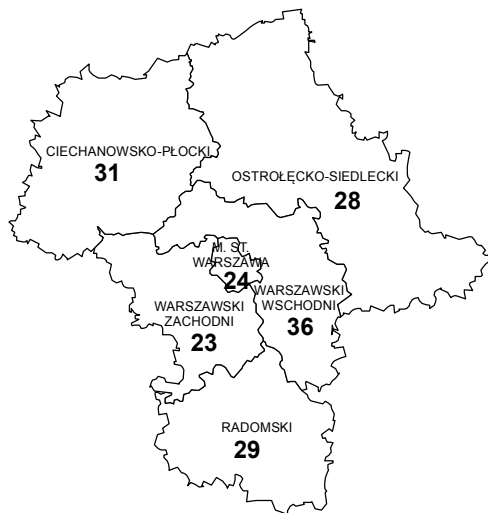 CIECHANOWSKO-PŁOCKI
31
OSTROŁĘCKO-SIEDLECKI
28
M. ST.
WARSZAWA
24
WARSZAWSKI
WSCHODNI
36
WARSZAWSKI
ZACHODNI
23
RADOMSKI
29